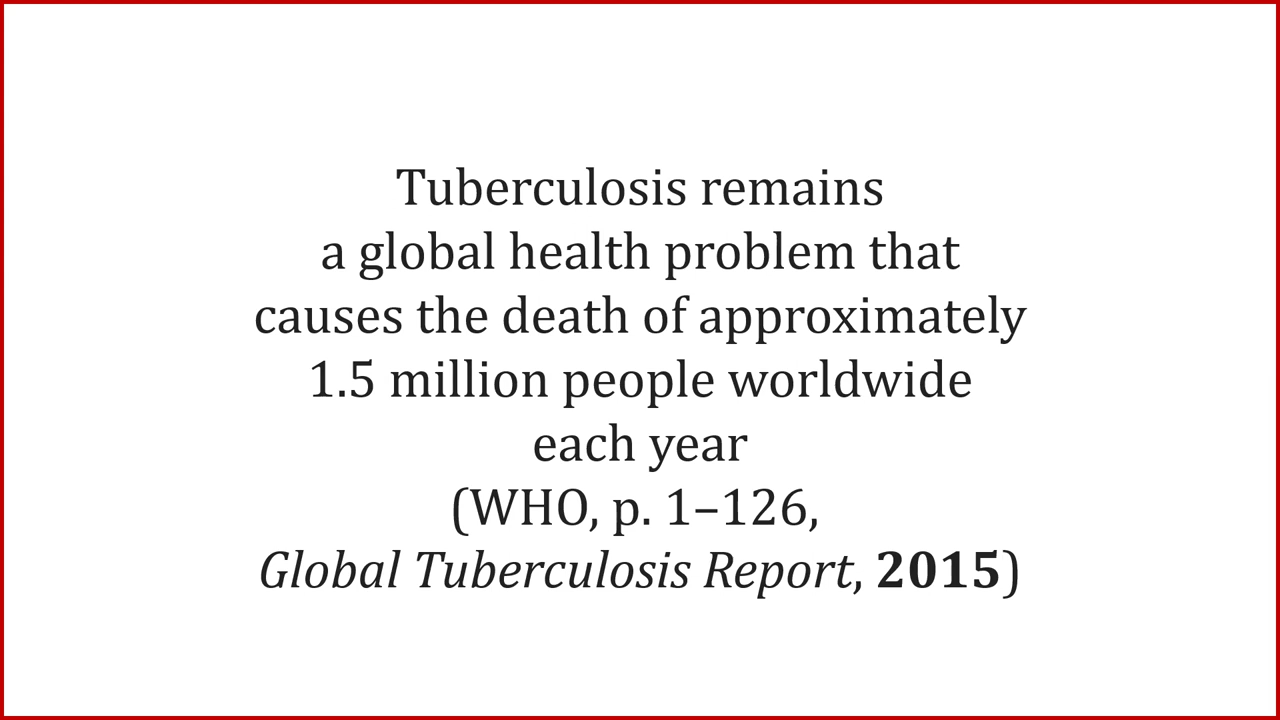 Tuberculosis remains
a global health problem that
causes the death of approximately
1.5 million people worldwide
each year
(WHO, p. 1–126,
Global Tuberculosis Report, 2015)